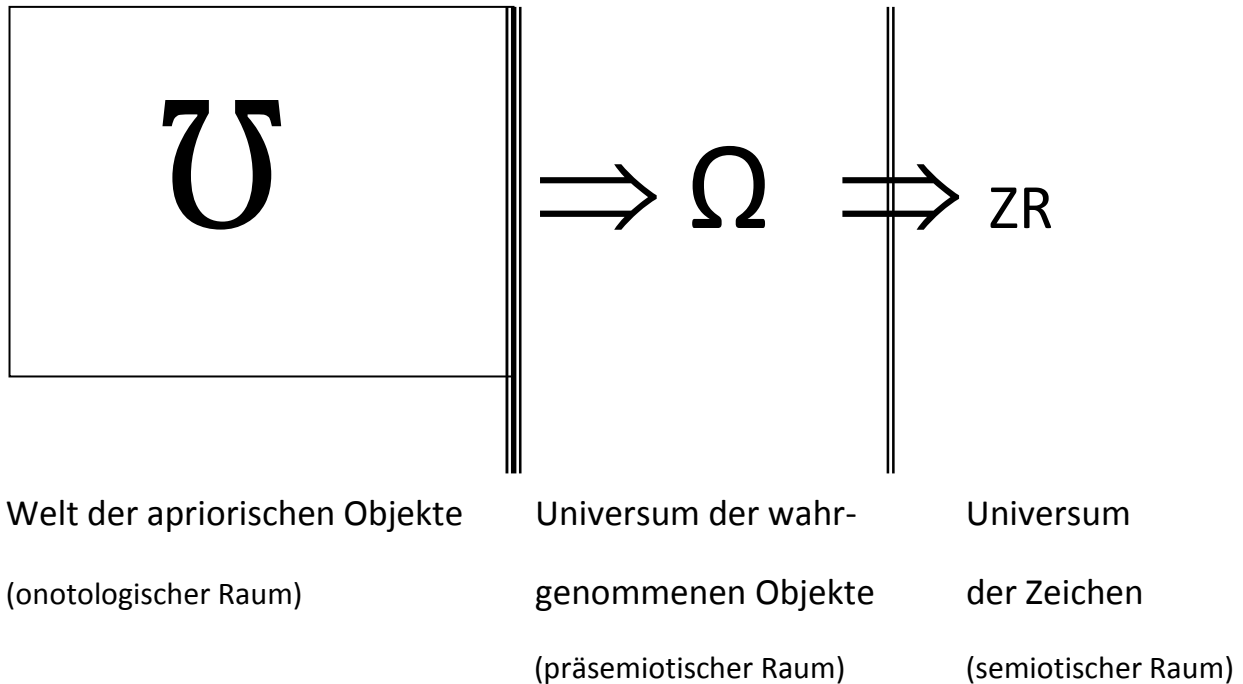 ℧ ⇒ Ω ⇒ ZR
Welt der apriorischen Objekte
(onotologischer Raum)
Universum der wahr-
genommenen Objekte
(präsemiotischer Raum)
Universum
der Zeichen
(semiotischer Raum)